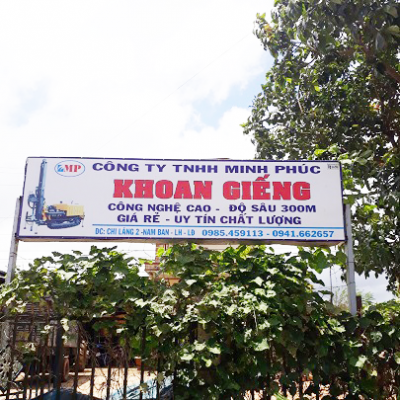 MP
CÔNG TY TNHH MINH PHÚC
KHOAN GIẾNG
CÔNG NGHỆ CAO - ĐỘ SÂU 300M
GIÁ RẺ - UY TÍN CHẤT LƯỢNG
ĐC: CHI LĂNG 2 -NAM BAN - LH - LĐ 0985.459113 - 0941.662657